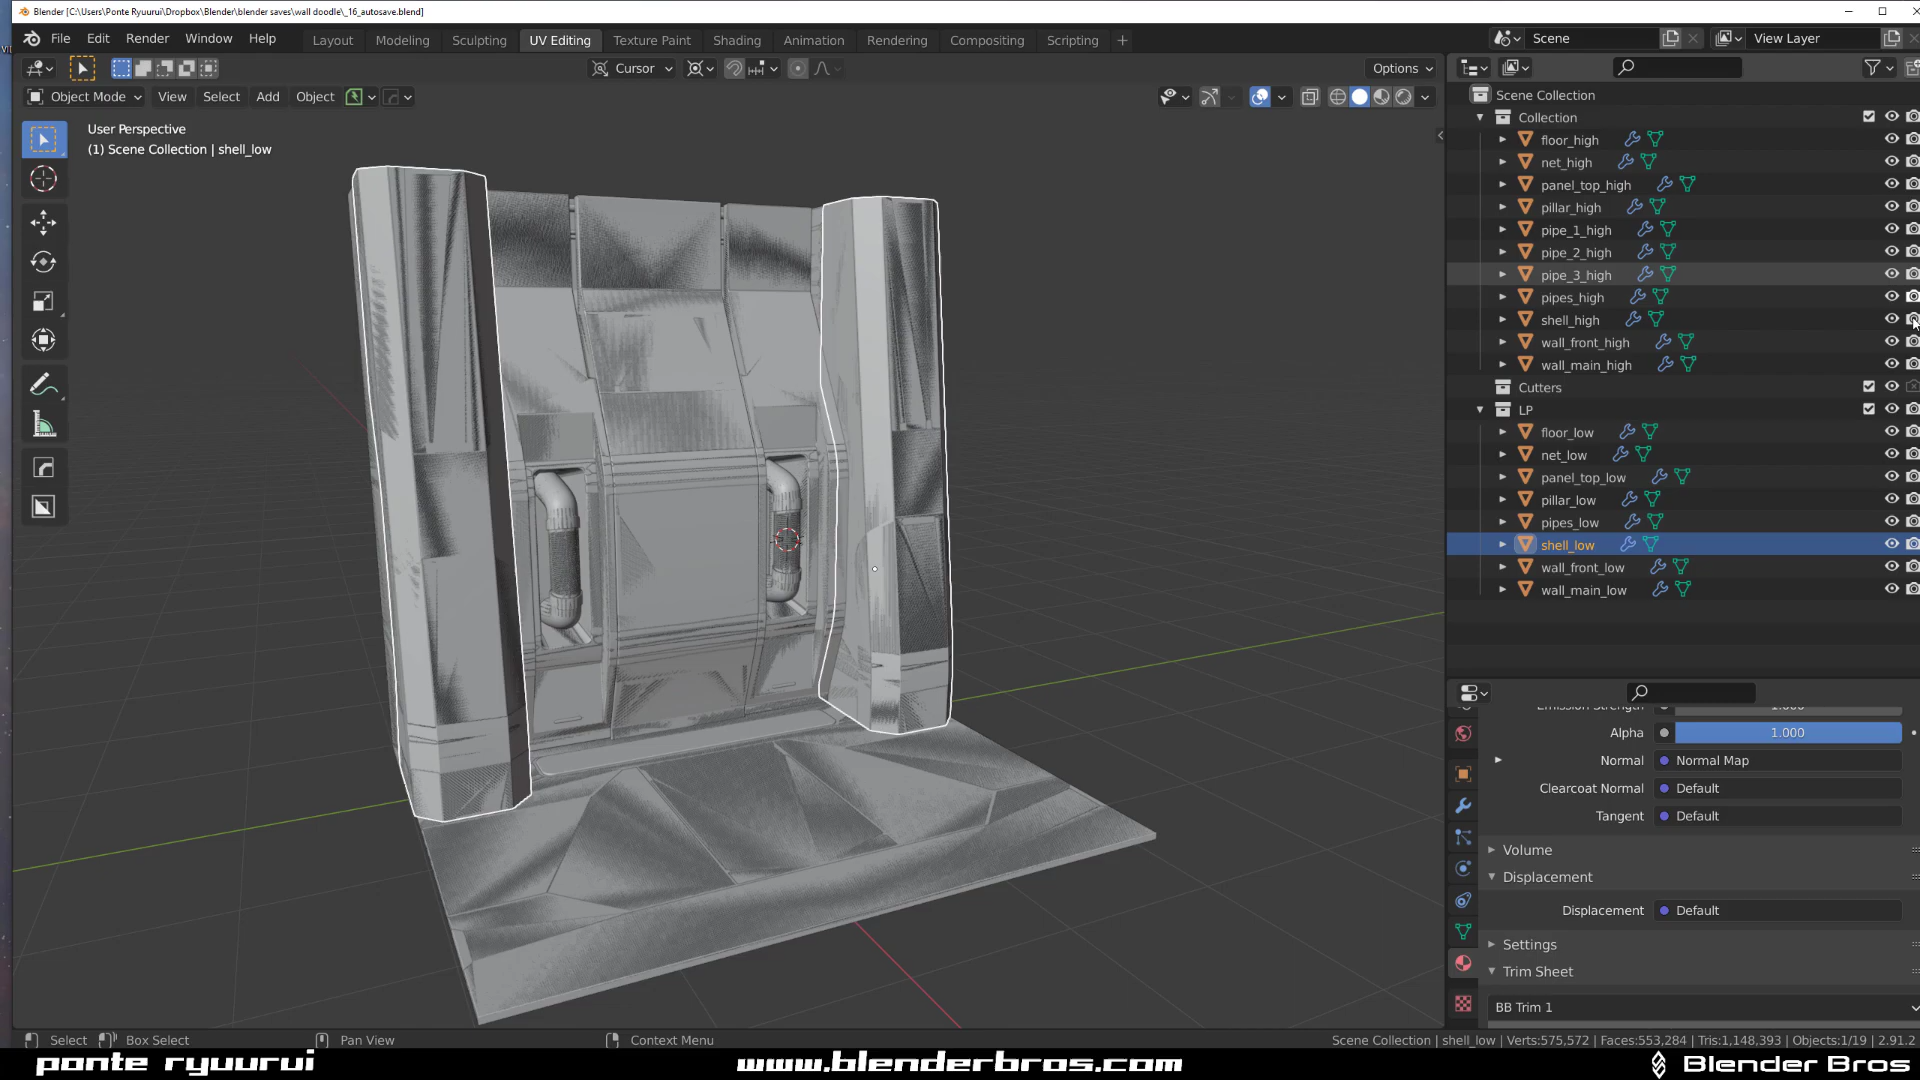 Blender [C:\Users\Ponte Ryuurui\Dropbox\Blender\blender saves\wall doodle\_16_autosave.blend]
File Edit Render Window Help Layout Modeling Sculpting UV Editing Texture Paint Shading Animation Rendering Compositing Scripting + Scene View Layer
Cursor Options
Object Mode View Select Add Object
User Perspective
(1) Scene Collection | shell_low
Scene Collection
Collection
floor_high
net_high
panel_top_high
pillar_high
pipe_1_high
pipe_2_high
pipe_3_high
pipes_high
shell_high
wall_front_high
wall_main_high
Cutters
LP
floor_low
net_low
panel_top_low
pillar_low
pipes_low
shell_low
wall_front_low
wall_main_low
Emission Strength 1.000
Alpha 1.000
Normal Normal Map
Clearcoat Normal Default
Tangent Default
Volume
Displacement
Displacement Default
Settings
Trim Sheet
BB Trim 1
Select Box Select Pan View Context Menu Scene Collection | shell_low Verts:575,572 | Faces:553,284 | Tris:1,148,393 | Objects:1/19 | 2.91.2
ponte ryuurui www.blenderbros.com Blender Bros